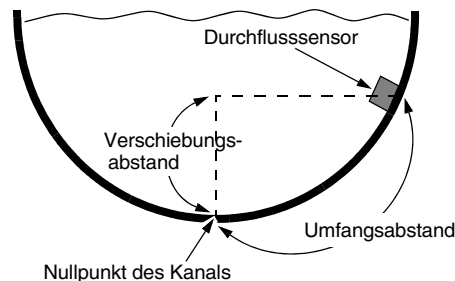 Durchflusssensor
Verschiebungs-
abstand
Umfangsabstand
Nullpunkt des Kanals